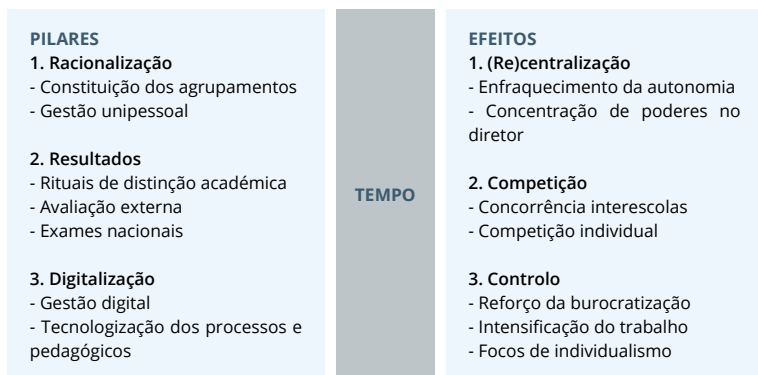 PILARES
1. Racionalização
- Constituição dos agrupamentos
- Gestão unipessoal
2. Resultados
- Rituais de distinção académica
- Avaliação externa
- Exames nacionais
3. Digitalização
- Gestão digital
- Tecnologização dos processos e
pedagógicos
TEMPO
EFEITOS
1. (Re)centralização
- Enfraquecimento da autonomia
- Concentração de poderes no
diretor
2. Competição
- Concorrência interescolas
- Competição individual
3. Controlo
- Reforço da burocratização
- Intensificação do trabalho
- Focos de individualismo